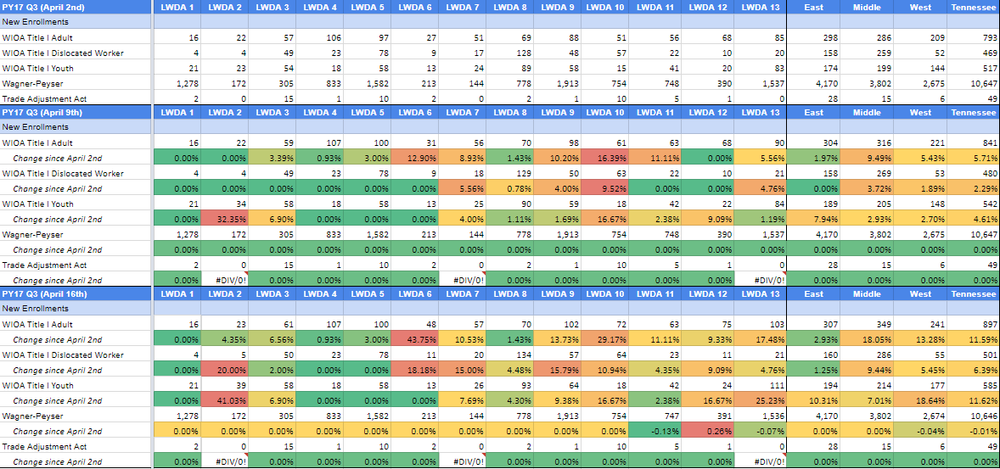 PY17 Q3 (April 2nd) LWDA 1 LWDA 2 LWDA 3 LWDA 4 LWDA 5 LWDA 6 LWDA 7 LWDA 8 LWDA 9 LWDA 10 LWDA 11 LWDA 12 LWDA 13 East Middle West Tennessee
New Enrollments
WIOA Title I Adult 16 22 57 106 97 27 51 69 88 51 56 68 85 298 286 209 793
WIOA Title I Dislocated Worker 4 4 49 23 78 9 17 128 48 57 22 10 20 158 259 52 469
WIOA Title I Youth 21 23 54 18 58 13 24 89 58 15 41 20 83 174 199 144 517
Wagner-Peyser 1,278 172 305 833 1,582 213 144 778 1,913 754 748 390 1,537 4,170 3,802 2,675 10,647
Trade Adjustment Act 2 0 15 1 10 2 0 2 1 10 5 1 0 28 15 6 49
PY17 Q3 (April 9th) LWDA 1 LWDA 2 LWDA 3 LWDA 4 LWDA 5 LWDA 6 LWDA 7 LWDA 8 LWDA 9 LWDA 10 LWDA 11 LWDA 12 LWDA 13 East Middle West Tennessee
New Enrollments
WIOA Title I Adult 16 22 59 107 100 31 56 70 98 61 63 68 90 304 316 221 841
Change since April 2nd 0.00% 0.00% 3.39% 0.93% 3.00% 12.90% 8.93% 1.43% 10.20% 16.39% 11.11% 0.00% 5.56% 1.97% 9.49% 5.43% 5.71%
WIOA Title I Dislocated Worker 4 4 49 23 78 9 18 129 50 63 22 10 21 158 269 53 480
Change since April 2nd 0.00% 0.00% 0.00% 0.00% 0.00% 0.00% 5.56% 0.78% 4.00% 9.52% 0.00% 0.00% 4.76% 0.00% 3.72% 1.89% 2.29%
WIOA Title I Youth 21 34 58 18 58 13 25 90 59 18 42 22 84 189 205 148 542
Change since April 2nd 0.00% 32.35% 6.90% 0.00% 0.00% 0.00% 4.00% 1.11% 1.69% 16.67% 2.38% 9.09% 1.19% 7.94% 2.93% 2.70% 4.61%
Wagner-Peyser 1,278 172 305 833 1,582 213 144 778 1,913 754 748 390 1,537 4,170 3,802 2,675 10,647
Change since April 2nd 0.00% 0.00% 0.00% 0.00% 0.00% 0.00% 0.00% 0.00% 0.00% 0.00% 0.00% 0.00% 0.00% 0.00% 0.00% 0.00% 0.00%
Trade Adjustment Act 2 0 15 1 10 2 0 2 1 10 5 1 0 28 15 6 49
Change since April 2nd 0.00% #DIV/0! 0.00% 0.00% 0.00% 0.00% #DIV/0! 0.00% 0.00% 0.00% 0.00% 0.00% #DIV/0! 0.00% 0.00% 0.00% 0.00%
PY17 Q3 (April 16th) LWDA 1 LWDA 2 LWDA 3 LWDA 4 LWDA 5 LWDA 6 LWDA 7 LWDA 8 LWDA 9 LWDA 10 LWDA 11 LWDA 12 LWDA 13 East Middle West Tennessee
New Enrollments
WIOA Title I Adult 16 23 61 107 100 48 57 70 102 72 63 75 103 307 349 241 897
Change since April 2nd 0.00% 4.35% 6.56% 0.93% 3.00% 43.75% 10.53% 1.43% 13.73% 29.17% 11.11% 9.33% 17.48% 2.93% 18.05% 13.28% 11.59%
WIOA Title I Dislocated Worker 4 5 50 23 78 11 20 134 57 64 23 11 21 160 286 55 501
Change since April 2nd 0.00% 20.00% 2.00% 0.00% 0.00% 18.18% 15.00% 4.48% 15.79% 10.94% 4.35% 9.09% 4.76% 1.25% 9.44% 5.45% 6.39%
WIOA Title I Youth 21 39 58 18 58 13 26 93 64 18 42 24 111 194 214 177 585
Change since April 2nd 0.00% 41.03% 6.90% 0.00% 0.00% 0.00% 7.69% 4.30% 9.38% 16.67% 2.38% 16.67% 25.23% 10.31% 7.01% 18.64% 11.62%
Wagner-Peyser 1,278 172 305 833 1,582 213 144 778 1,913 754 747 391 1,536 4,170 3,802 2,674 10,646
Change since April 2nd 0.00% 0.00% 0.00% 0.00% 0.00% 0.00% 0.00% 0.00% 0.00% 0.00% -0.13% 0.26% -0.07% 0.00% 0.00% -0.04% -0.01%
Trade Adjustment Act 2 0 15 1 10 2 0 2 1 10 5 1 0 28 15 6 49
Change since April 2nd 0.00% #DIV/0! 0.00% 0.00% 0.00% 0.00% #DIV/0! 0.00% 0.00% 0.00% 0.00% 0.00% #DIV/0! 0.00% 0.00% 0.00% 0.00%